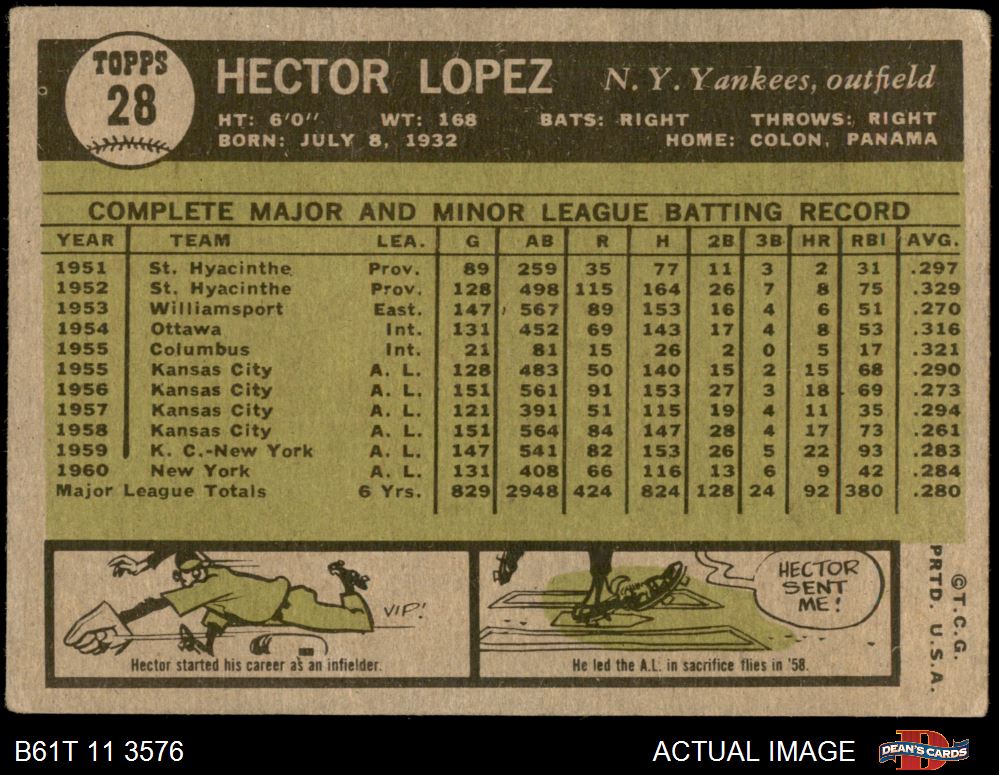 TOPPS
28
HECTOR LOPEZ N. Y. Yankees, outfield
HT: 6'0" WT: 168 BATS: RIGHT THROWS: RIGHT
BORN: JULY 8, 1932 HOME: COLON, PANAMA
COMPLETE MAJOR AND MINOR LEAGUE BATTING RECORD
YEAR TEAM LEA. G AB R H 2B 3B HR RBI AVG.
1951 St. Hyacinthe Prov. 89 259 35 77 11 3 2 31 .297
1952 St. Hyacinthe Prov. 128 498 115 164 26 7 8 75 .329
1953 Williamsport East. 147 567 89 153 16 4 6 51 .270
1954 Ottawa Int. 131 452 69 143 17 4 8 53 .316
1955 Columbus Int. 21 81 15 26 2 0 5 17 .321
1955 Kansas City A. L. 128 483 50 140 15 2 15 68 .290
1956 Kansas City A. L. 151 561 91 153 27 3 18 69 .273
1957 Kansas City A. L. 121 391 51 115 19 4 11 35 .294
1958 Kansas City A. L. 151 564 84 147 28 4 17 73 .261
1959 K. C.-New York A. L. 147 541 82 153 26 5 22 93 .283
1960 New York A. L. 131 408 66 116 13 6 9 42 .284
Major League Totals 6 Yrs. 829 2948 424 824 128 24 92 380 .280
VIP!
Hector started his career as an infielder.
HECTOR
SENT
ME!
He led the A.L. in sacrifice flies in '58.
© T.C.G.
PRTD. U.S.A.
B61T 11 3576 ACTUAL IMAGE
DEAN'S CARDS